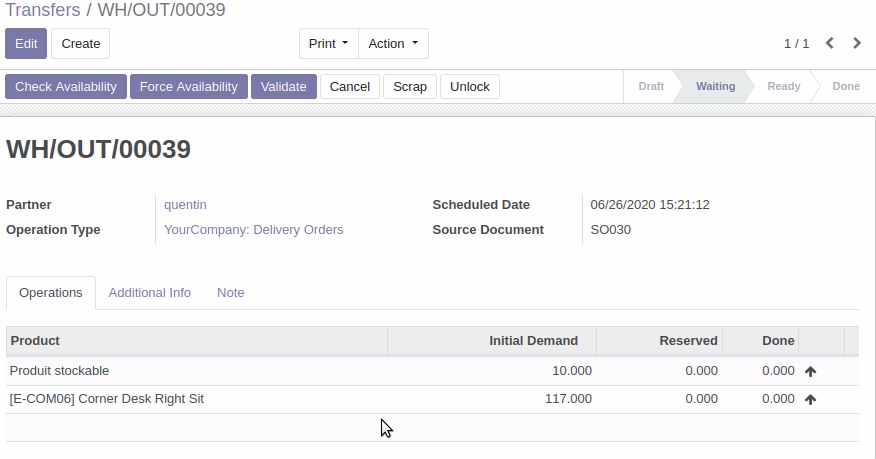 Transfers / WH/OUT/00039
Edit Create Print Action 1 / 1
Check Availability Force Availability Validate Cancel Scrap Unlock Draft Waiting Ready Done
WH/OUT/00039
Partner quentin Scheduled Date 06/26/2020 15:21:12
Operation Type YourCompany: Delivery Orders Source Document SO030
Operations Additional Info Note
Product Initial Demand Reserved Done
Produit stockable 10.000 0.000 0.000
[E-COM06] Corner Desk Right Sit 117.000 0.000 0.000